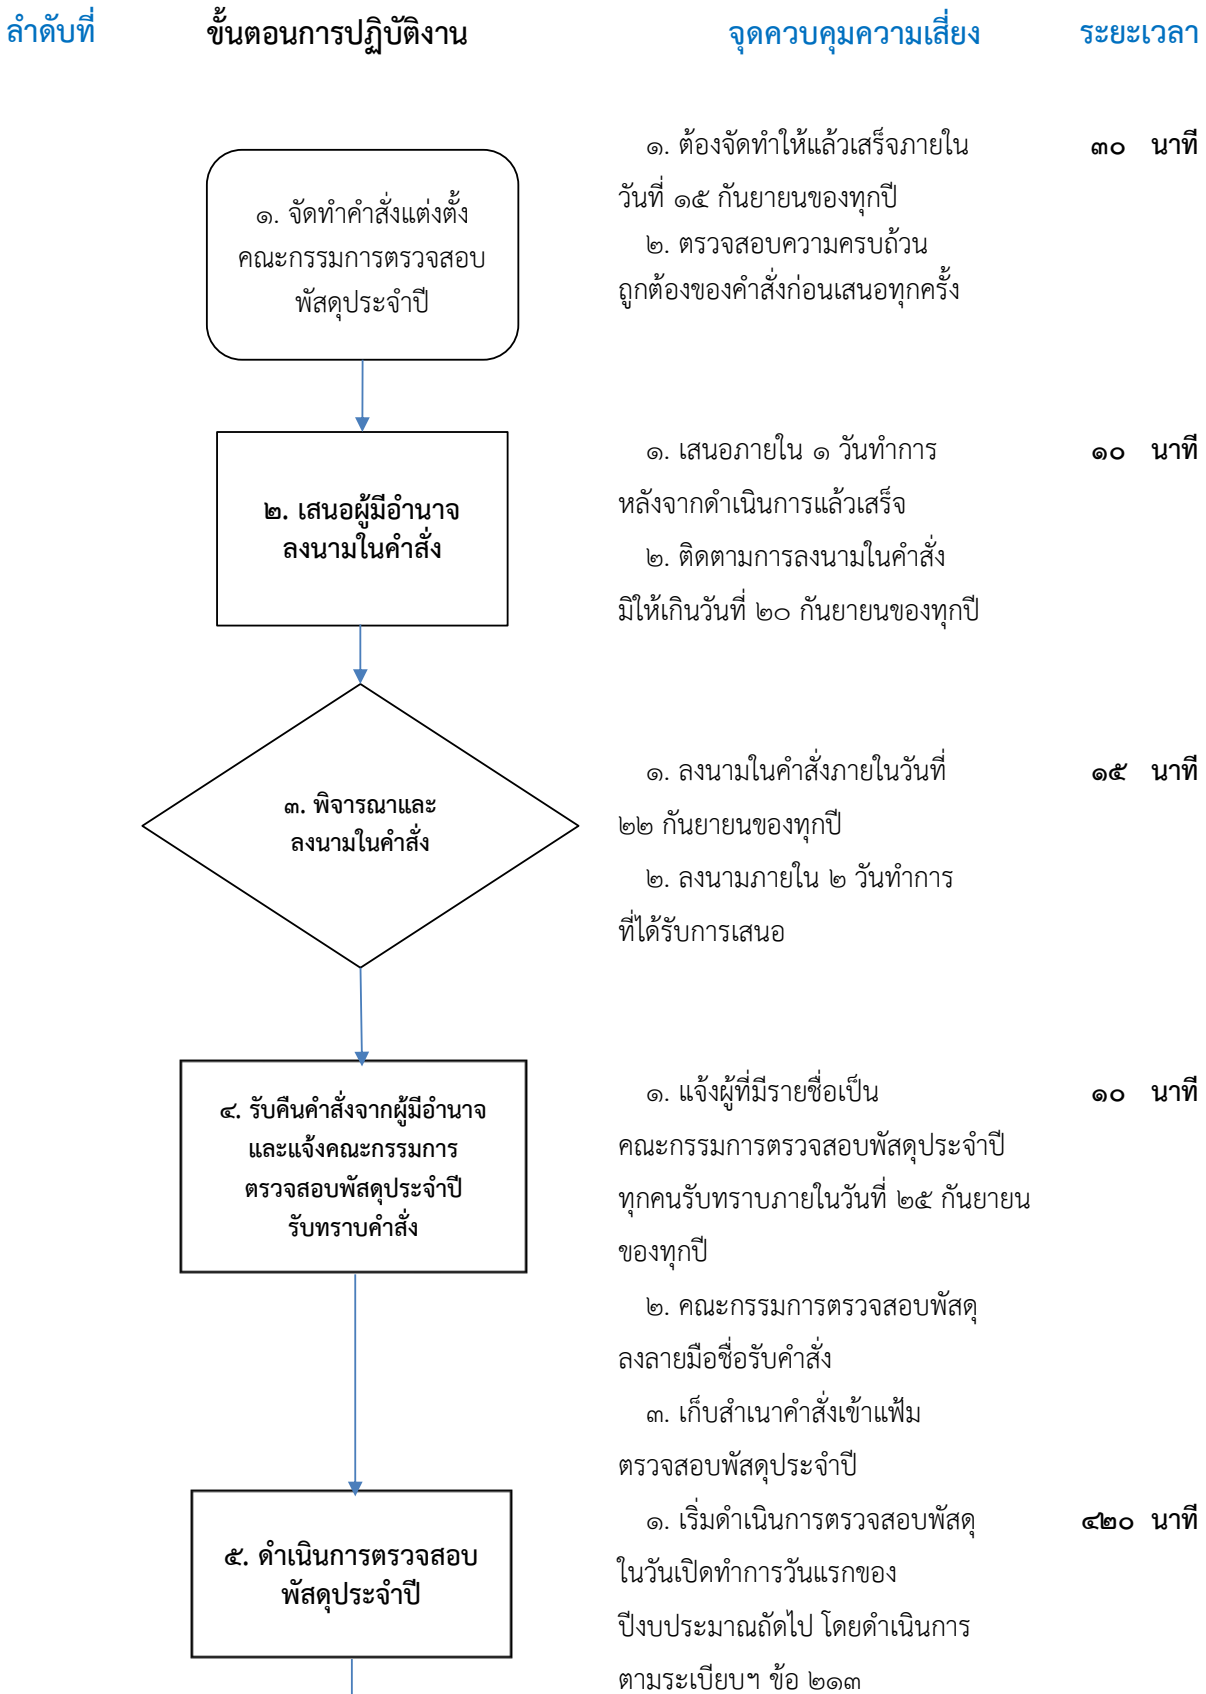 ลำดับที่ ขั้นตอนการปฏิบัติงาน จุดควบคุมความเสี่ยง ระยะเวลา
๑. จัดทำคำสั่งแต่งตั้ง
คณะกรรมการตรวจสอบ
พัสดุประจำปี
๑. ต้องจัดทำให้แล้วเสร็จภายใน
วันที่ ๑๕ กันยายนของทุกปี
๒. ตรวจสอบความครบถ้วน
ถูกต้องของคำสั่งก่อนเสนอทุกครั้ง
๓๐ นาที
๒. เสนอผู้มีอำนาจ
ลงนามในคำสั่ง
๑. เสนอภายใน ๑ วันทำการ
หลังจากดำเนินการแล้วเสร็จ
๒. ติดตามการลงนามในคำสั่ง
มิให้เกินวันที่ ๒๐ กันยายนของทุกปี
๑๐ นาที
๓. พิจารณาและ
ลงนามในคำสั่ง
๑. ลงนามในคำสั่งภายในวันที่
๒๒ กันยายนของทุกปี
๒. ลงนามภายใน ๒ วันทำการ
ที่ได้รับการเสนอ
๑๕ นาที
๔. รับคืนคำสั่งจากผู้มีอำนาจ
และแจ้งคณะกรรมการ
ตรวจสอบพัสดุประจำปี
รับทราบคำสั่ง
๑. แจ้งผู้ที่มีรายชื่อเป็น
คณะกรรมการตรวจสอบพัสดุประจำปี
ทุกคนรับทราบภายในวันที่ ๒๕ กันยายน
ของทุกปี
๒. คณะกรรมการตรวจสอบพัสดุ
ลงลายมือชื่อรับคำสั่ง
๓. เก็บสำเนาคำสั่งเข้าแฟ้ม
ตรวจสอบพัสดุประจำปี
๑๐ นาที
๕. ดำเนินการตรวจสอบ
พัสดุประจำปี
๑. เริ่มดำเนินการตรวจสอบพัสดุ
ในวันเปิดทำการวันแรกของ
ปีงบประมาณถัดไป โดยดำเนินการ
ตามระเบียบฯ ข้อ ๒๑๓
๔๒๐ นาที